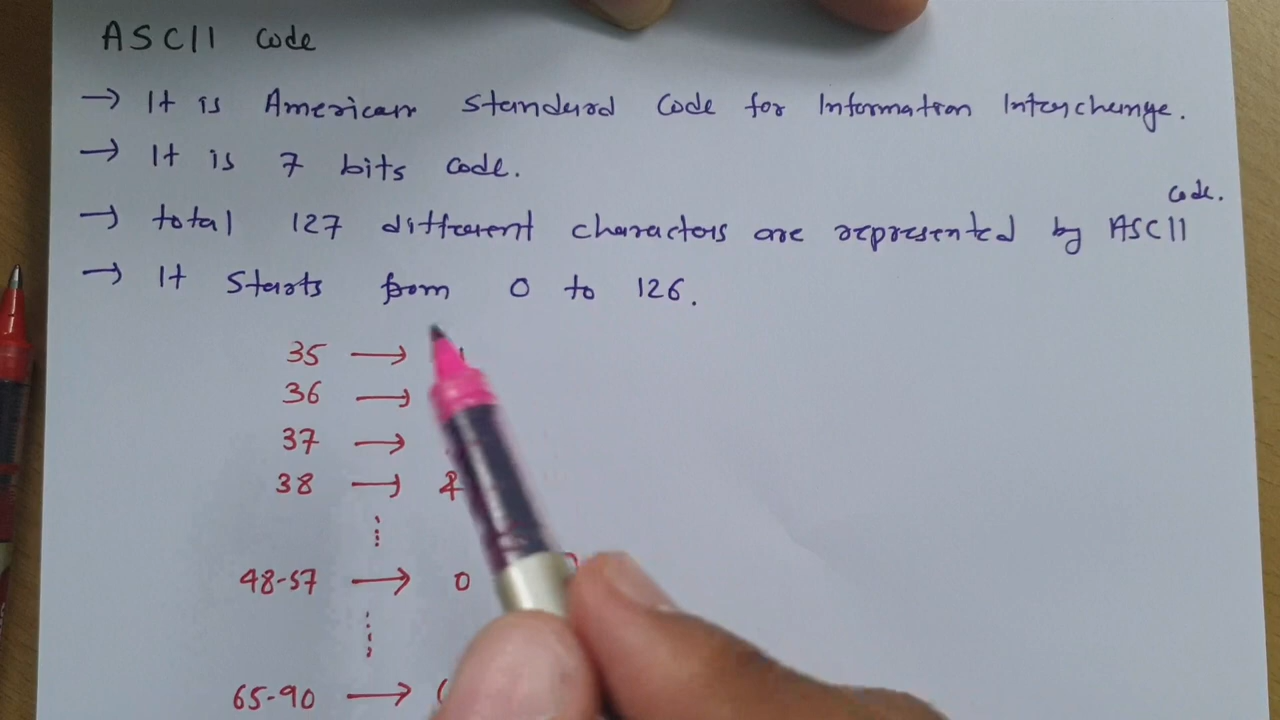 ASCII code
→ It is American standard code for Information Interchange.
→ It is 7 bits code.
→ total 127 different characters are represented by ASCII code.
→ It starts from 0 to 126.
35 →
36 →
37 →
38 → &
48-57 → 0
65-90 →